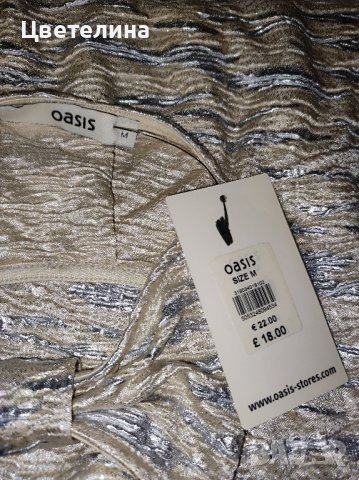 Цветелина
oasis
M
oasis
SIZE M
€ 22.00
£ 18.00
www.oasis-stores.com